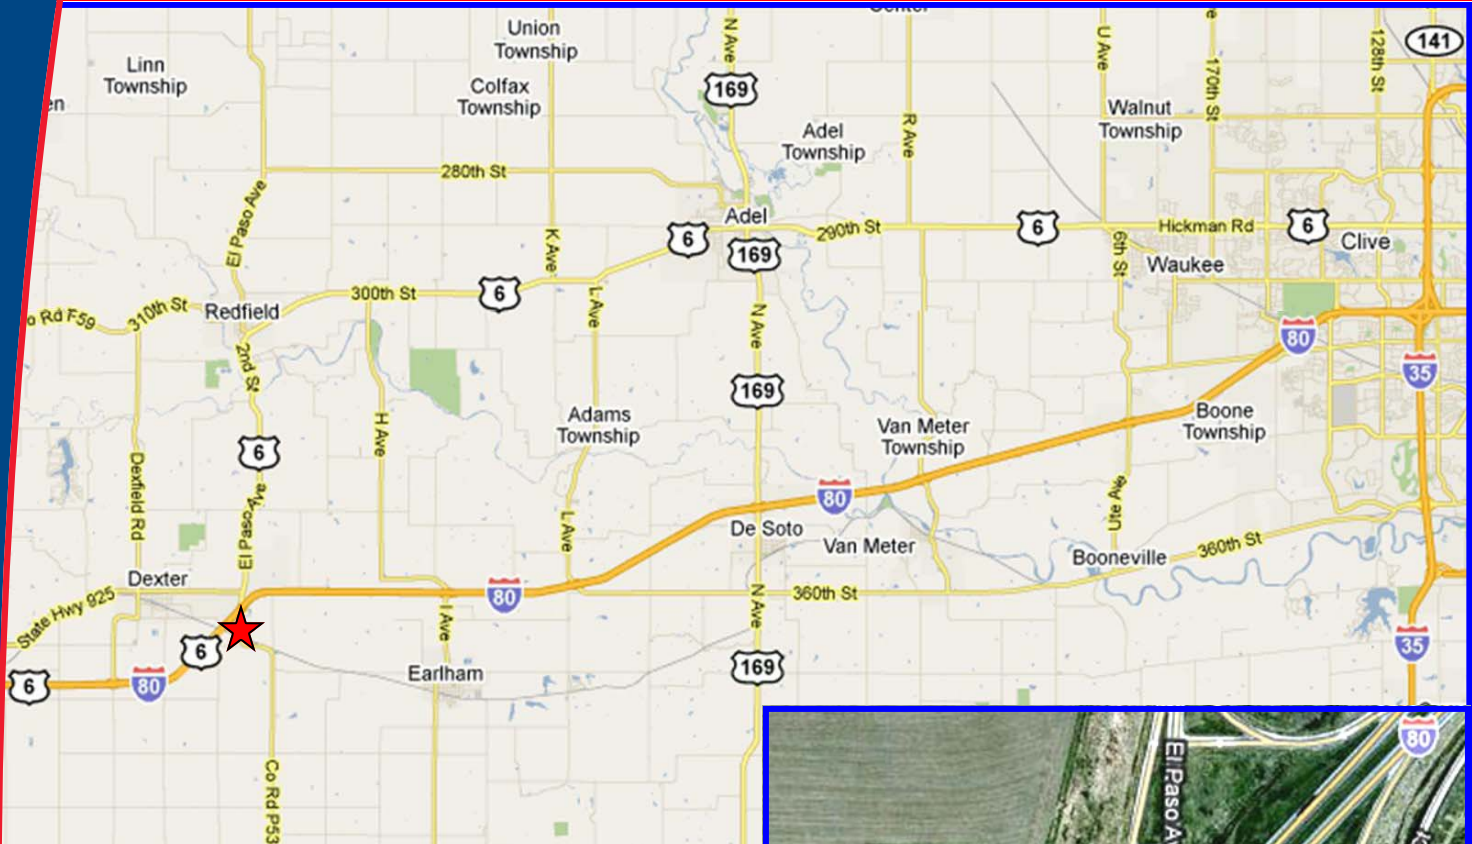 Union
Township
Linn
Township
Colfax
Township
N Ave
169
U Ave
170th St
128th St
141
Walnut
Township
Adel
Township
R Ave
280th St
El Paso Ave
K Ave
Adel
6
169
290th St
6
Hickman Rd
6
Clive
6th St
Waukee
300th St
6
L Ave
N Ave
310th St
Redfield
2nd St
80
35
169
6
H Ave
Adams
Township
Van Meter
Township
Boone
Township
Dexfield Rd
El Paso Ave
L Ave
80
De Soto
Van Meter
Ute Ave
Booneville
360th St
Dexter
State Hwy 925
80
360th St
N Ave
I Ave
6
35
6
80
Earlham
169
80
El Paso Av
Co Rd P53